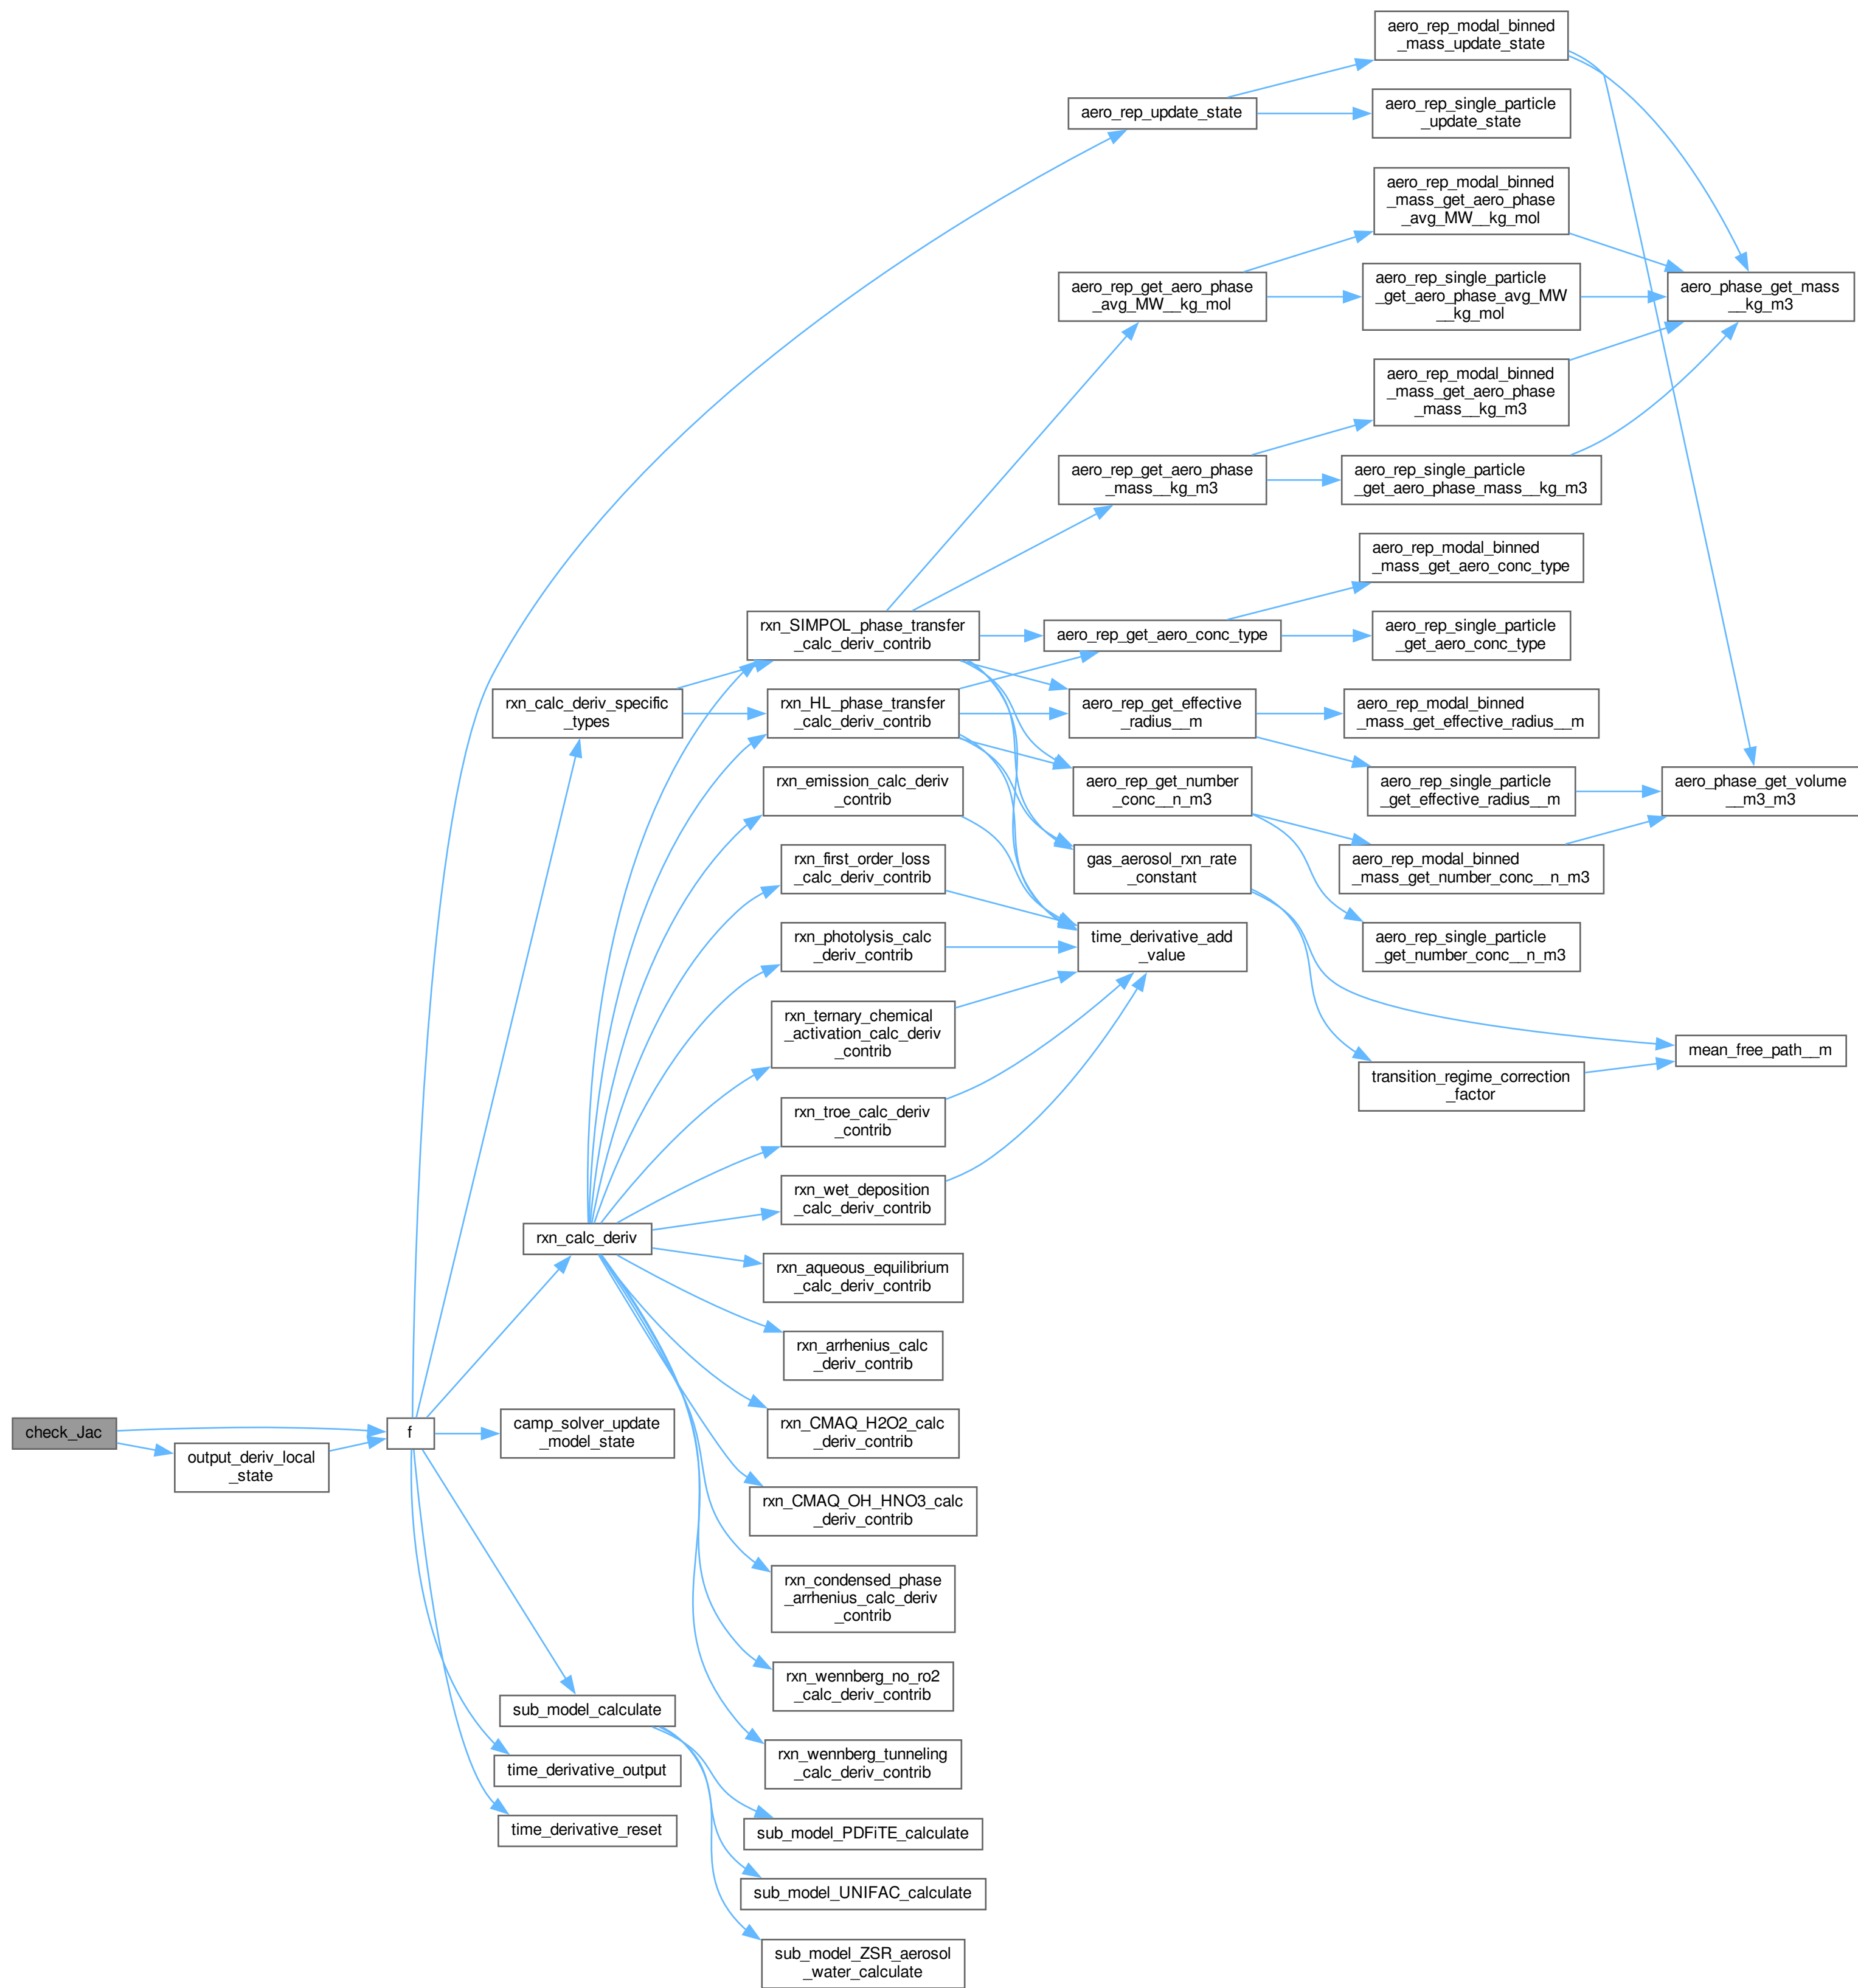 aero_rep_modal_binned
_mass_update_state
aero_rep_update_state
aero_rep_single_particle
_update_state
aero_rep_modal_binned
_mass_get_aero_phase
_avg_MW__kg_mol
aero_rep_get_aero_phase
_avg_MW__kg_mol
aero_rep_single_particle
_get_aero_phase_avg_MW
__kg_mol
aero_phase_get_mass
__kg_m3
aero_rep_modal_binned
_mass_get_aero_phase
_mass__kg_m3
aero_rep_get_aero_phase
_mass__kg_m3
aero_rep_single_particle
_get_aero_phase_mass__kg_m3
aero_rep_modal_binned
_mass_get_aero_conc_type
rxn_SIMPOL_phase_transfer
_calc_deriv_contrib
aero_rep_get_aero_conc_type
aero_rep_single_particle
_get_aero_conc_type
rxn_calc_deriv_specific
_types
rxn_HL_phase_transfer
_calc_deriv_contrib
aero_rep_get_effective
_radius__m
aero_rep_modal_binned
_mass_get_effective_radius__m
rxn_emission_calc_deriv
_contrib
aero_rep_get_number
_conc__n_m3
aero_rep_single_particle
_get_effective_radius__m
aero_phase_get_volume
__m3_m3
rxn_first_order_loss
_calc_deriv_contrib
gas_aerosol_rxn_rate
_constant
aero_rep_modal_binned
_mass_get_number_conc__n_m3
rxn_photolysis_calc
_deriv_contrib
time_derivative_add
_value
aero_rep_single_particle
_get_number_conc__n_m3
rxn_ternary_chemical
_activation_calc_deriv
_contrib
mean_free_path__m
transition_regime_correction
_factor
rxn_troe_calc_deriv
_contrib
rxn_wet_deposition
_calc_deriv_contrib
rxn_calc_deriv
rxn_aqueous_equilibrium
_calc_deriv_contrib
rxn_arrhenius_calc
_deriv_contrib
check_Jac
f
camp_solver_update
_model_state
rxn_CMAQ_H2O2_calc
_deriv_contrib
output_deriv_local
_state
rxn_CMAQ_OH_HNO3_calc
_deriv_contrib
rxn_condensed_phase
_arrhenius_calc_deriv
_contrib
rxn_wennberg_no_ro2
_calc_deriv_contrib
sub_model_calculate
rxn_wennberg_tunneling
_calc_deriv_contrib
time_derivative_output
time_derivative_reset
sub_model_PDFiTE_calculate
sub_model_UNIFAC_calculate
sub_model_ZSR_aerosol
_water_calculate